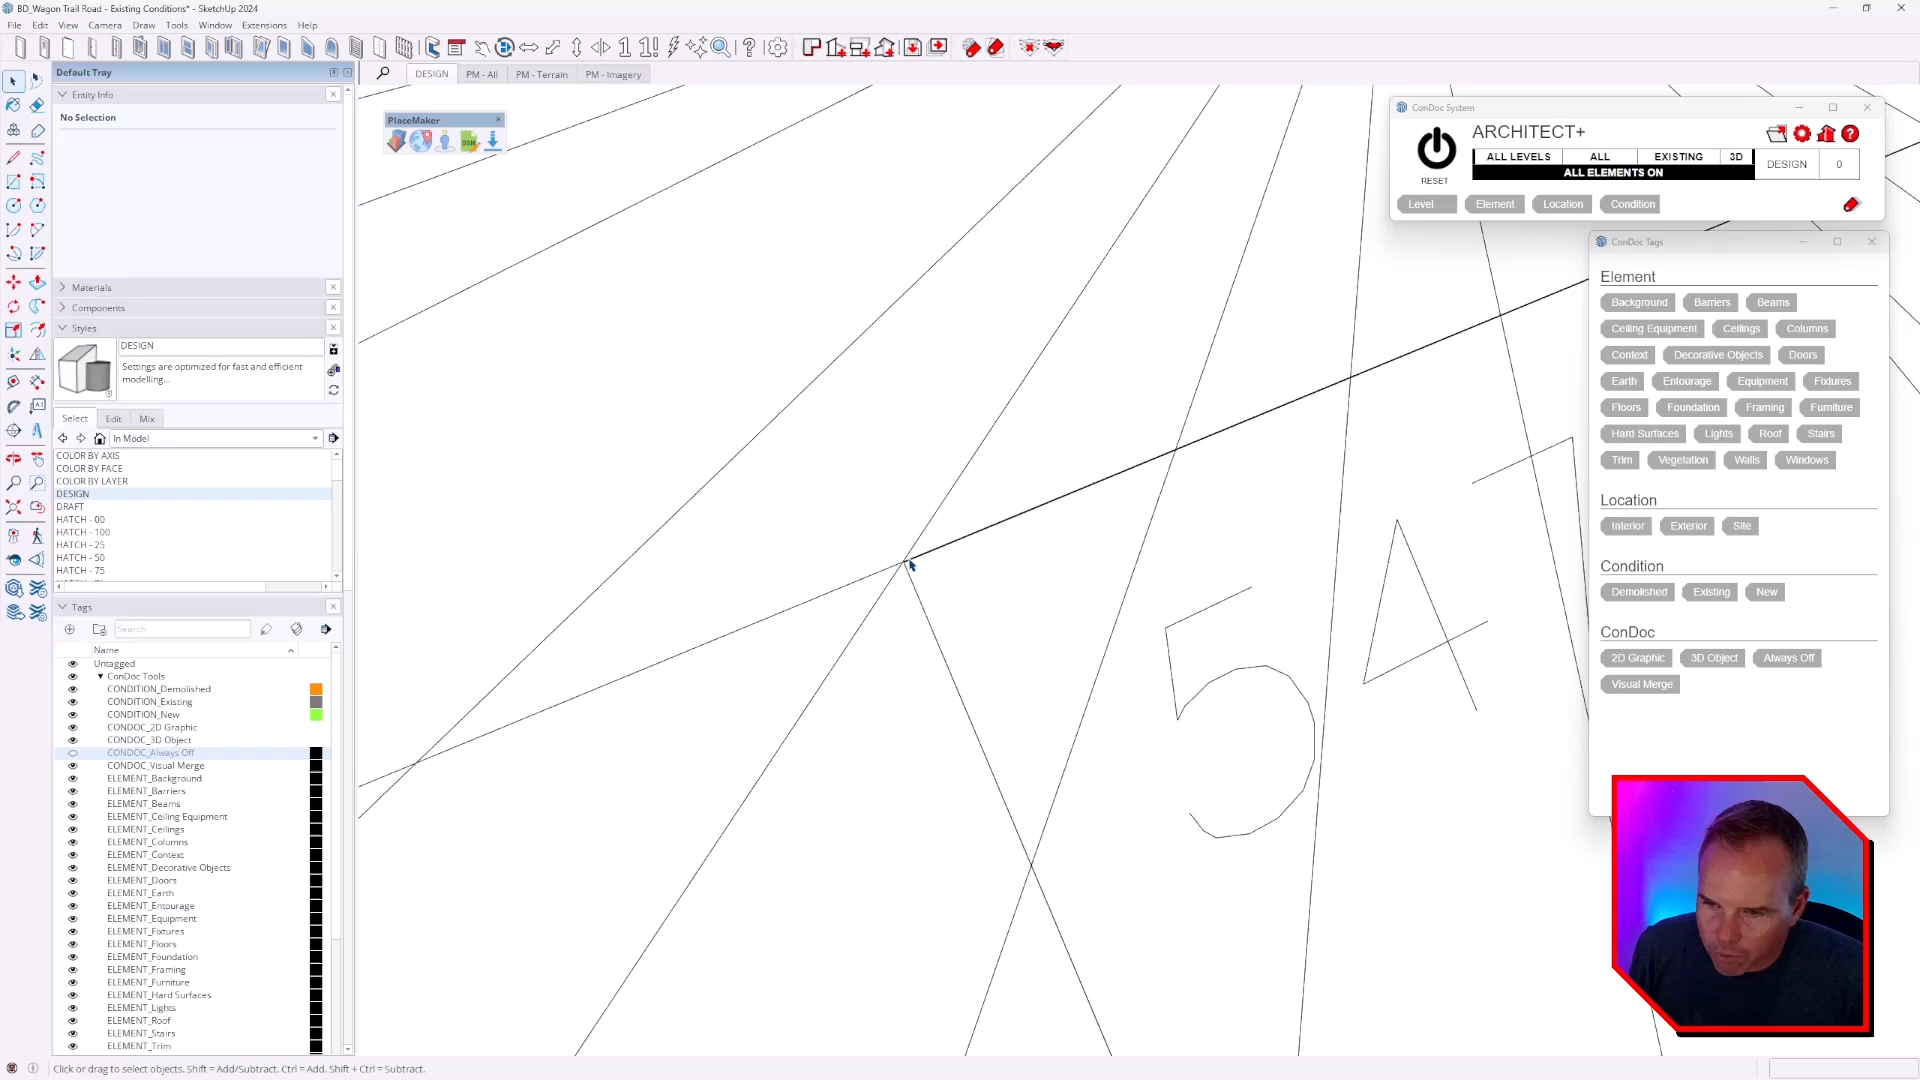 BD_Wagon Trail Road - Existing Conditions* - SketchUp 2024
File Edit View Camera Draw Tools Window Extensions Help
Default Tray
DESIGN PM - All PM - Terrain PM - Imagery
Entity Info
No Selection
Materials
Components
Styles
DESIGN
Settings are optimized for fast and efficient
modelling...
Select Edit Mix
In Model
COLOR BY AXIS
COLOR BY FACE
COLOR BY LAYER
DESIGN
DRAFT
HATCH - 00
HATCH - 100
HATCH - 25
HATCH - 50
HATCH - 75
Tags
Search
Name
Untagged
ConDoc Tools
CONDITION_Demolished
CONDITION_Existing
CONDITION_New
CONDOC_2D Graphic
CONDOC_3D Object
CONDOC_Always Off
CONDOC_Visual Merge
ELEMENT_Background
ELEMENT_Barriers
ELEMENT_Beams
ELEMENT_Ceiling Equipment
ELEMENT_Ceilings
ELEMENT_Columns
ELEMENT_Context
ELEMENT_Decorative Objects
ELEMENT_Doors
ELEMENT_Earth
ELEMENT_Entourage
ELEMENT_Equipment
ELEMENT_Fixtures
ELEMENT_Floors
ELEMENT_Foundation
ELEMENT_Framing
ELEMENT_Furniture
ELEMENT_Hard Surfaces
ELEMENT_Lights
ELEMENT_Roof
ELEMENT_Stairs
ELEMENT_Trim
Click or drag to select objects. Shift = Add/Subtract. Ctrl = Add. Shift + Ctrl = Subtract.
PlaceMaker
OSM
5 4
ConDoc System
ARCHITECT+
RESET
ALL LEVELS ALL EXISTING 3D
ALL ELEMENTS ON
DESIGN 0
Level Element Location Condition
ConDoc Tags
Element
Background Barriers Beams
Ceiling Equipment Ceilings Columns
Context Decorative Objects Doors
Earth Entourage Equipment Fixtures
Floors Foundation Framing Furniture
Hard Surfaces Lights Roof Stairs
Trim Vegetation Walls Windows
Location
Interior Exterior Site
Condition
Demolished Existing New
ConDoc
2D Graphic 3D Object Always Off
Visual Merge